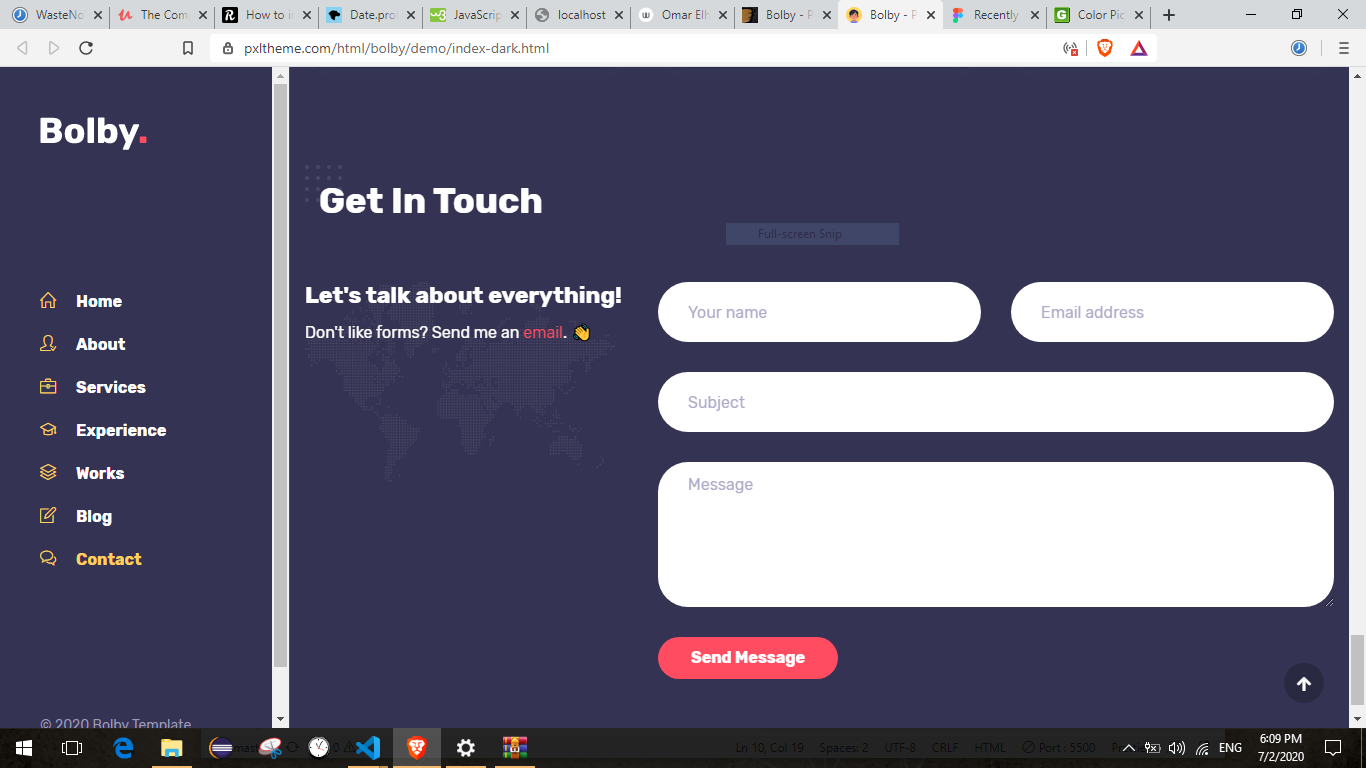 WasteNo
The Com
How to i
Date.prot
JavaScrip
localhost
Omar Elh
Bolby - P
Bolby - P
Recently
Color Pic
pxltheme.com/html/bolby/demo/index-dark.html
Bolby.
Home
About
Services
Experience
Works
Blog
Contact
© 2020 Bolby Template
Get In Touch
Full-screen Snip
Let's talk about everything!
Don't like forms? Send me an email. 👋
Your name
Email address
Subject
Message
Send Message
master
0
Ln 10, Col 19
Spaces: 2
UTF-8
CRLF
HTML
Port : 5500
ENG
6:09 PM
7/2/2020